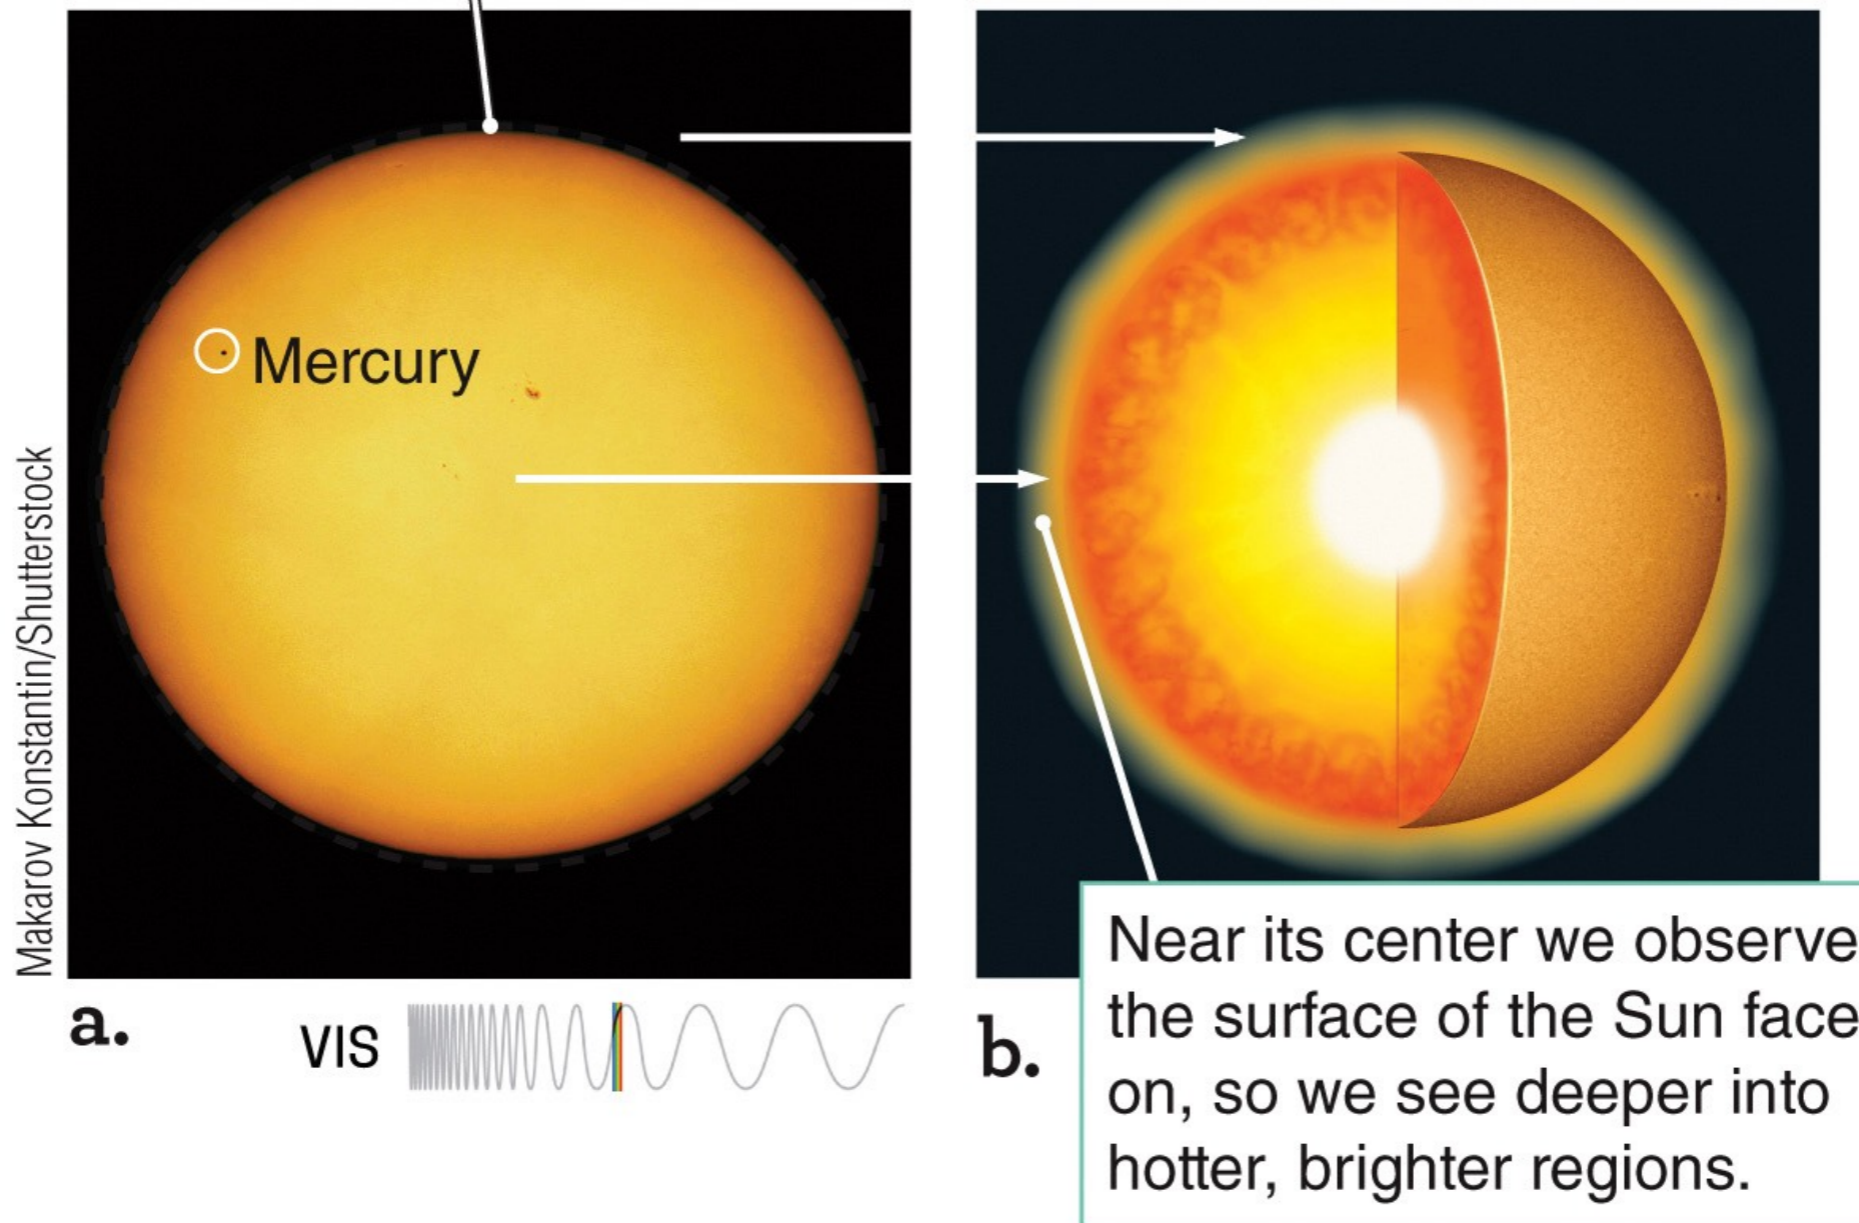 Mercury
Makarov Konstantin/Shutterstock
a.
VIS
b.
Near its center we observe
the surface of the Sun face
on, so we see deeper into
hotter, brighter regions.